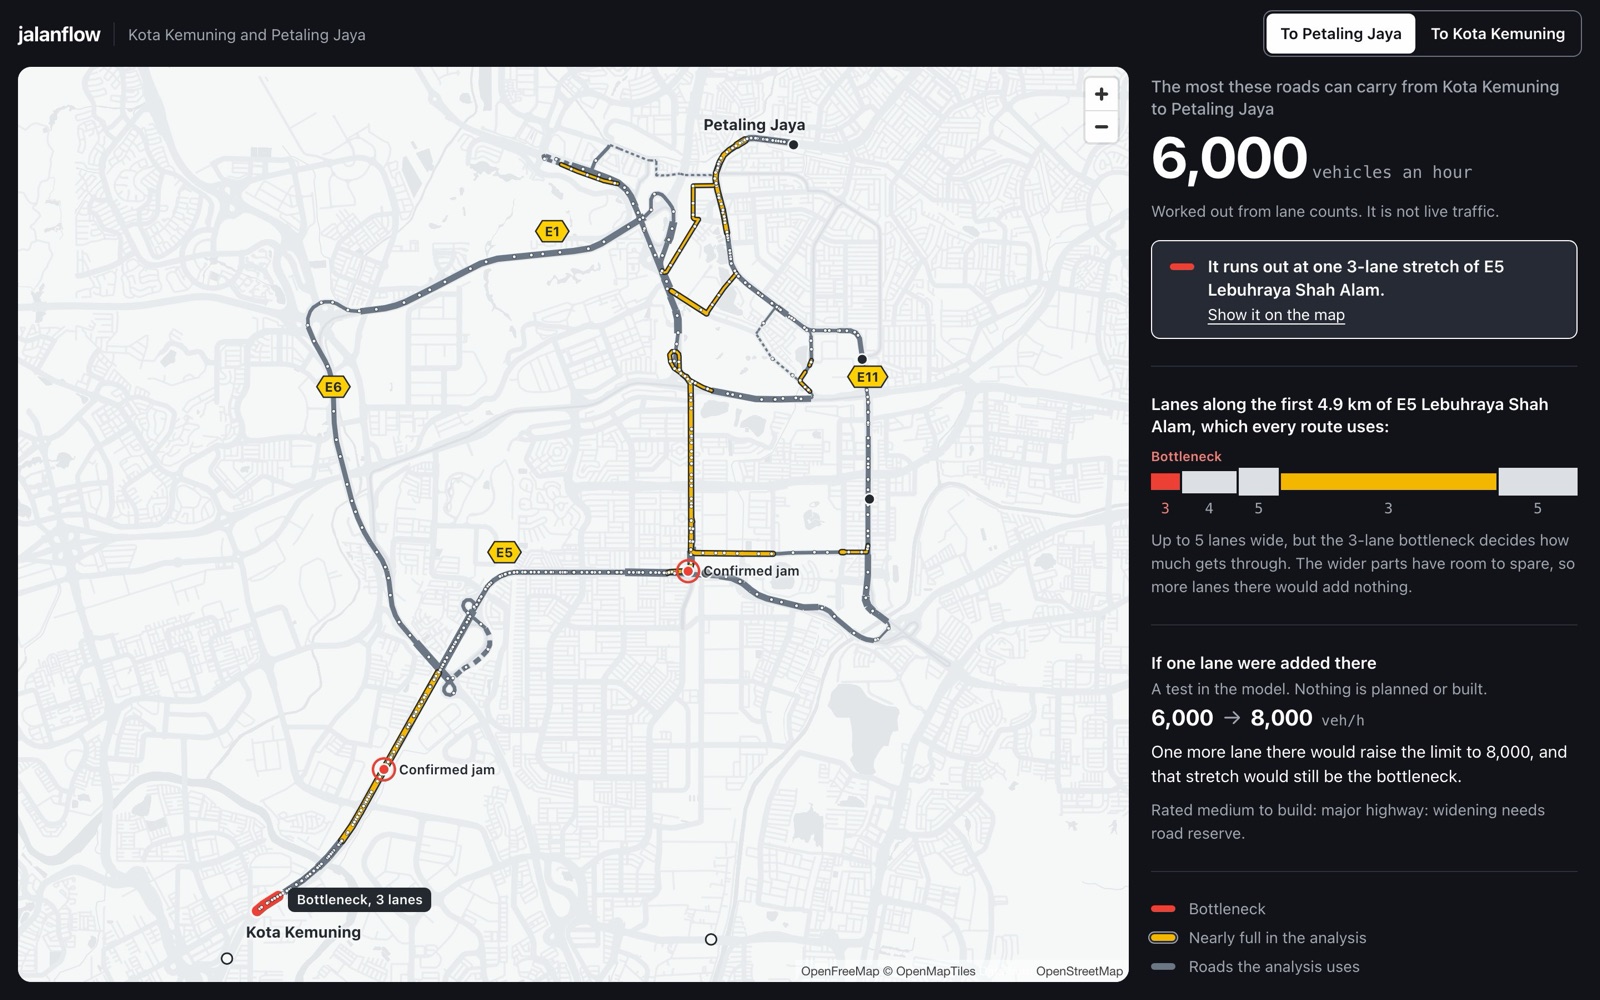 jalanflow
Kota Kemuning and Petaling Jaya
To Petaling Jaya
To Kota Kemuning
Petaling Jaya
E1
E6
E11
E5
Confirmed jam
Confirmed jam
Bottleneck, 3 lanes
Kota Kemuning
OpenFreeMap © OpenMapTiles
OpenStreetMap
+
−
The most these roads can carry from Kota Kemuning
to Petaling Jaya
6,000 vehicles an hour
Worked out from lane counts. It is not live traffic.
It runs out at one 3-lane stretch of E5
Lebuhraya Shah Alam.
Show it on the map
Lanes along the first 4.9 km of E5 Lebuhraya Shah
Alam, which every route uses:
Bottleneck
3 4 5 3 5
Up to 5 lanes wide, but the 3-lane bottleneck decides how
much gets through. The wider parts have room to spare, so
more lanes there would add nothing.
If one lane were added there
A test in the model. Nothing is planned or built.
6,000 → 8,000 veh/h
One more lane there would raise the limit to 8,000, and
that stretch would still be the bottleneck.
Rated medium to build: major highway: widening needs
road reserve.
Bottleneck
Nearly full in the analysis
Roads the analysis uses